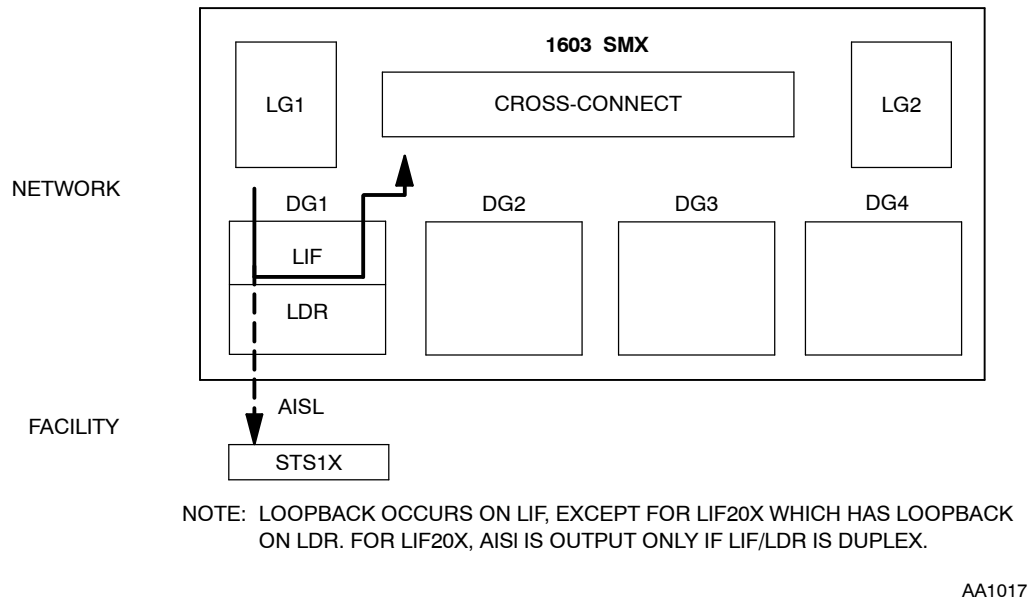 1603 SMX
LG1
CROSS-CONNECT
LG2
NETWORK
DG1
DG2
DG3
DG4
LIF
LDR
AISL
FACILITY
STS1X
NOTE: LOOPBACK OCCURS ON LIF, EXCEPT FOR LIF20X WHICH HAS LOOPBACK
ON LDR. FOR LIF20X, AISI IS OUTPUT ONLY IF LIF/LDR IS DUPLEX.
AA1017